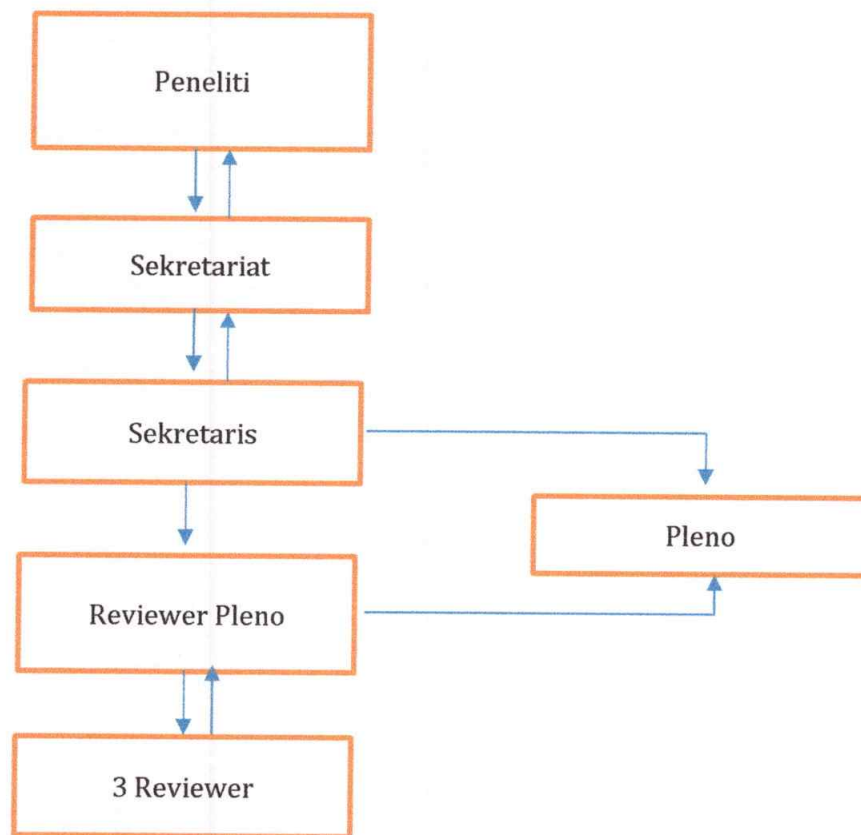 Peneliti
Sekretariat
Sekretaris
Pleno
Reviewer Pleno
3 Reviewer